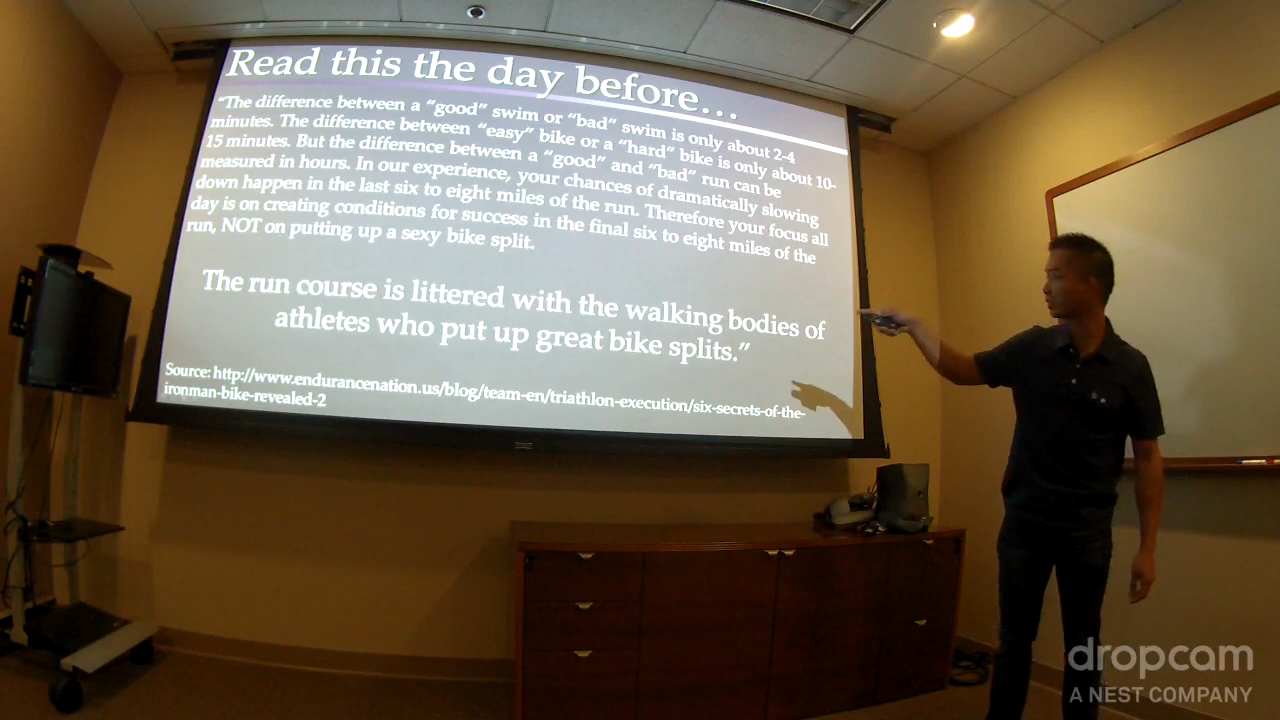 Read this the day before…
“The difference between a “good” swim or “bad” swim is only about 2-4
minutes. The difference between “easy” bike or a “hard” bike is only about 10-
15 minutes. But the difference between a “good” and “bad” run can be
measured in hours. In our experience, your chances of dramatically slowing
down happen in the last six to eight miles of the run. Therefore your focus all
day is on creating conditions for success in the final six to eight miles of the
run, NOT on putting up a sexy bike split.
The run course is littered with the walking bodies of
athletes who put up great bike splits.”
Source: http://www.endurancenation.us/blog/team-en/triathlon-execution/six-secrets-of-the-
ironman-bike-revealed-2
dropcam
A NEST COMPANY